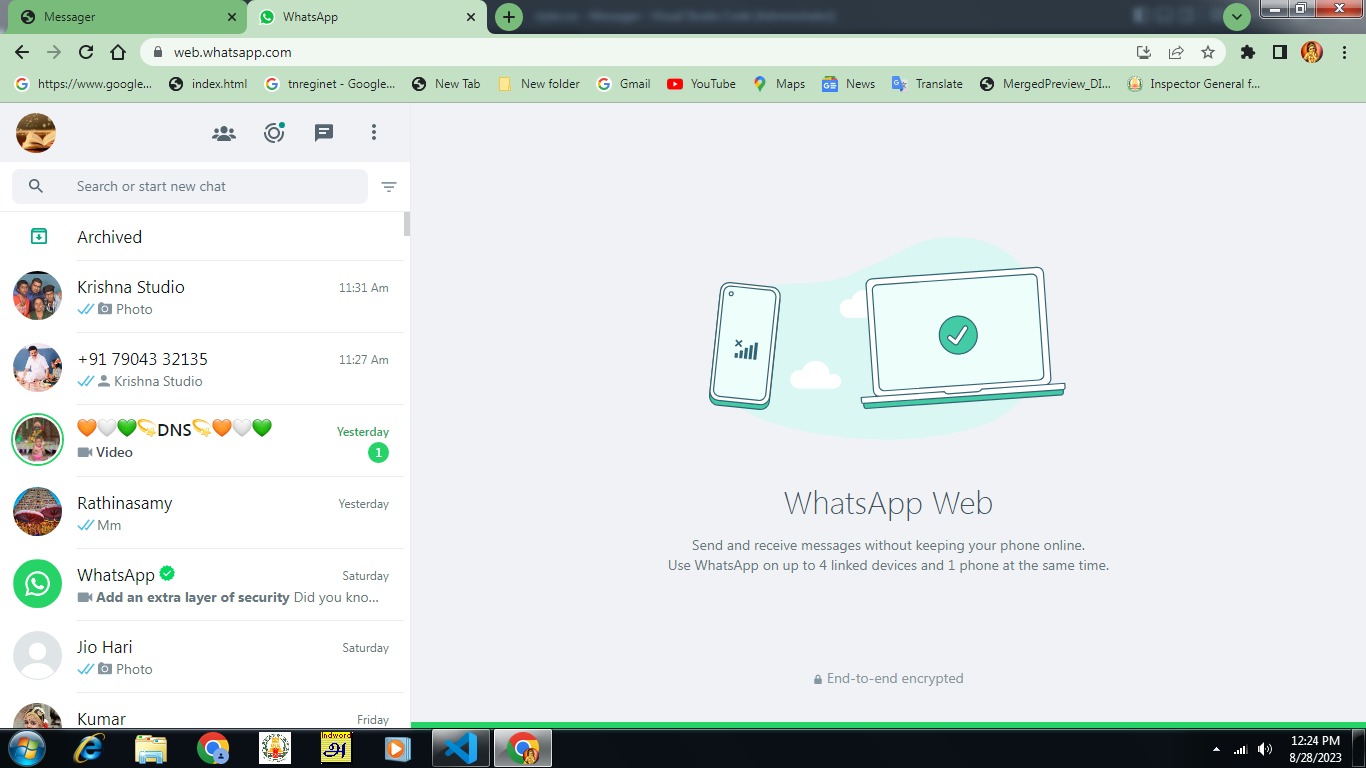 Messager
WhatsApp
web.whatsapp.com
https://www.google...
index.html
tnreginet - Google...
New Tab
New folder
Gmail
YouTube
Maps
News
Translate
MergedPreview_DI...
Inspector General f...
Search or start new chat
Archived
Krishna Studio
11:31 Am
Photo
+91 79043 32135
11:27 Am
Krishna Studio
🧡🤍💚💫DNS💫🧡🤍💚
Yesterday
Video
1
Rathinasamy
Yesterday
Mm
WhatsApp
Saturday
Add an extra layer of security Did you kno...
Jio Hari
Saturday
Photo
Kumar
Friday
WhatsApp Web
Send and receive messages without keeping your phone online.
Use WhatsApp on up to 4 linked devices and 1 phone at the same time.
End-to-end encrypted
Indword
அ
12:24 PM
8/28/2023